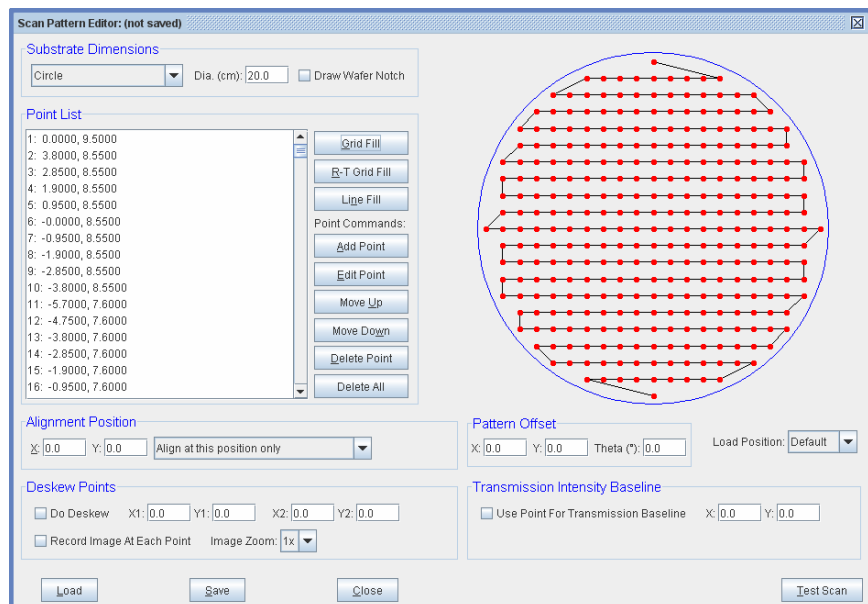 Scan Pattern Editor: (not saved)
Substrate Dimensions
Circle Dia. (cm): 20.0 Draw Wafer Notch
Point List
1: 0.0000, 9.5000
2: 3.8000, 8.5500
3: 2.8500, 8.5500
4: 1.9000, 8.5500
5: 0.9500, 8.5500
6: -0.0000, 8.5500
7: -0.9500, 8.5500
8: -1.9000, 8.5500
9: -2.8500, 8.5500
10: -3.8000, 8.5500
11: -5.7000, 7.6000
12: -4.7500, 7.6000
13: -3.8000, 7.6000
14: -2.8500, 7.6000
15: -1.9000, 7.6000
16: -0.9500, 7.6000
Grid Fill
R-T Grid Fill
Line Fill
Point Commands:
Add Point
Edit Point
Move Up
Move Down
Delete Point
Delete All
Alignment Position
X: 0.0 Y: 0.0 Align at this position only
Pattern Offset
X: 0.0 Y: 0.0 Theta (°): 0.0
Load Position: Default
Deskew Points
Do Deskew X1: 0.0 Y1: 0.0 X2: 0.0 Y2: 0.0
Record Image At Each Point Image Zoom: 1x
Transmission Intensity Baseline
Use Point For Transmission Baseline X: 0.0 Y: 0.0
Load Save Close Test Scan